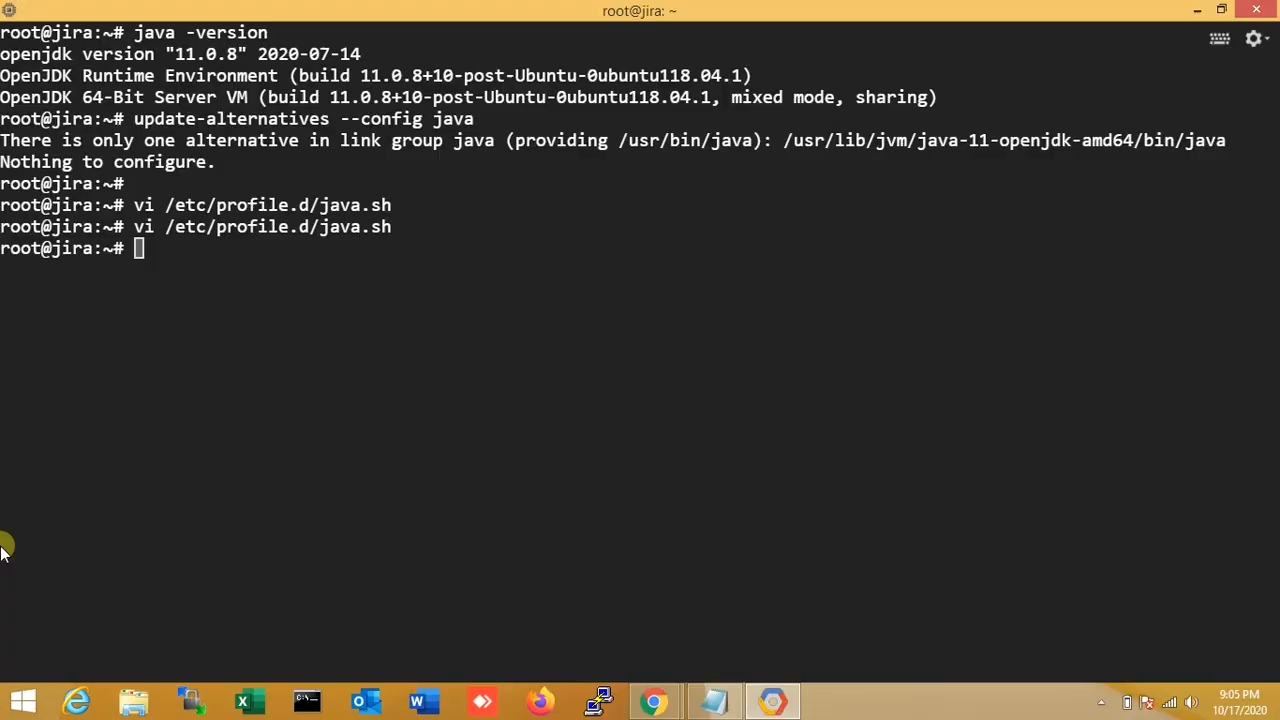 root@jira: ~
root@jira:~# java -version
openjdk version "11.0.8" 2020-07-14
OpenJDK Runtime Environment (build 11.0.8+10-post-Ubuntu-0ubuntu118.04.1)
OpenJDK 64-Bit Server VM (build 11.0.8+10-post-Ubuntu-0ubuntu118.04.1, mixed mode, sharing)
root@jira:~# update-alternatives --config java
There is only one alternative in link group java (providing /usr/bin/java): /usr/lib/jvm/java-11-openjdk-amd64/bin/java
Nothing to configure.
root@jira:~#
root@jira:~# vi /etc/profile.d/java.sh
root@jira:~# vi /etc/profile.d/java.sh
root@jira:~#
9:05 PM
10/17/2020